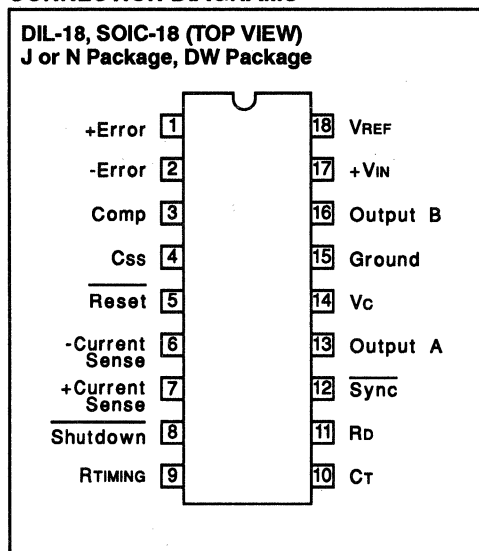 DIL-18, SOIC-18 (TOP VIEW)
J or N Package, DW Package
+Error 1
-Error 2
Comp 3
Css 4
Reset 5
-Current
Sense 6
+Current
Sense 7
Shutdown 8
RTIMING 9
18 VREF
17 +VIN
16 Output B
15 Ground
14 Vc
13 Output A
12 Sync
11 RD
10 CT